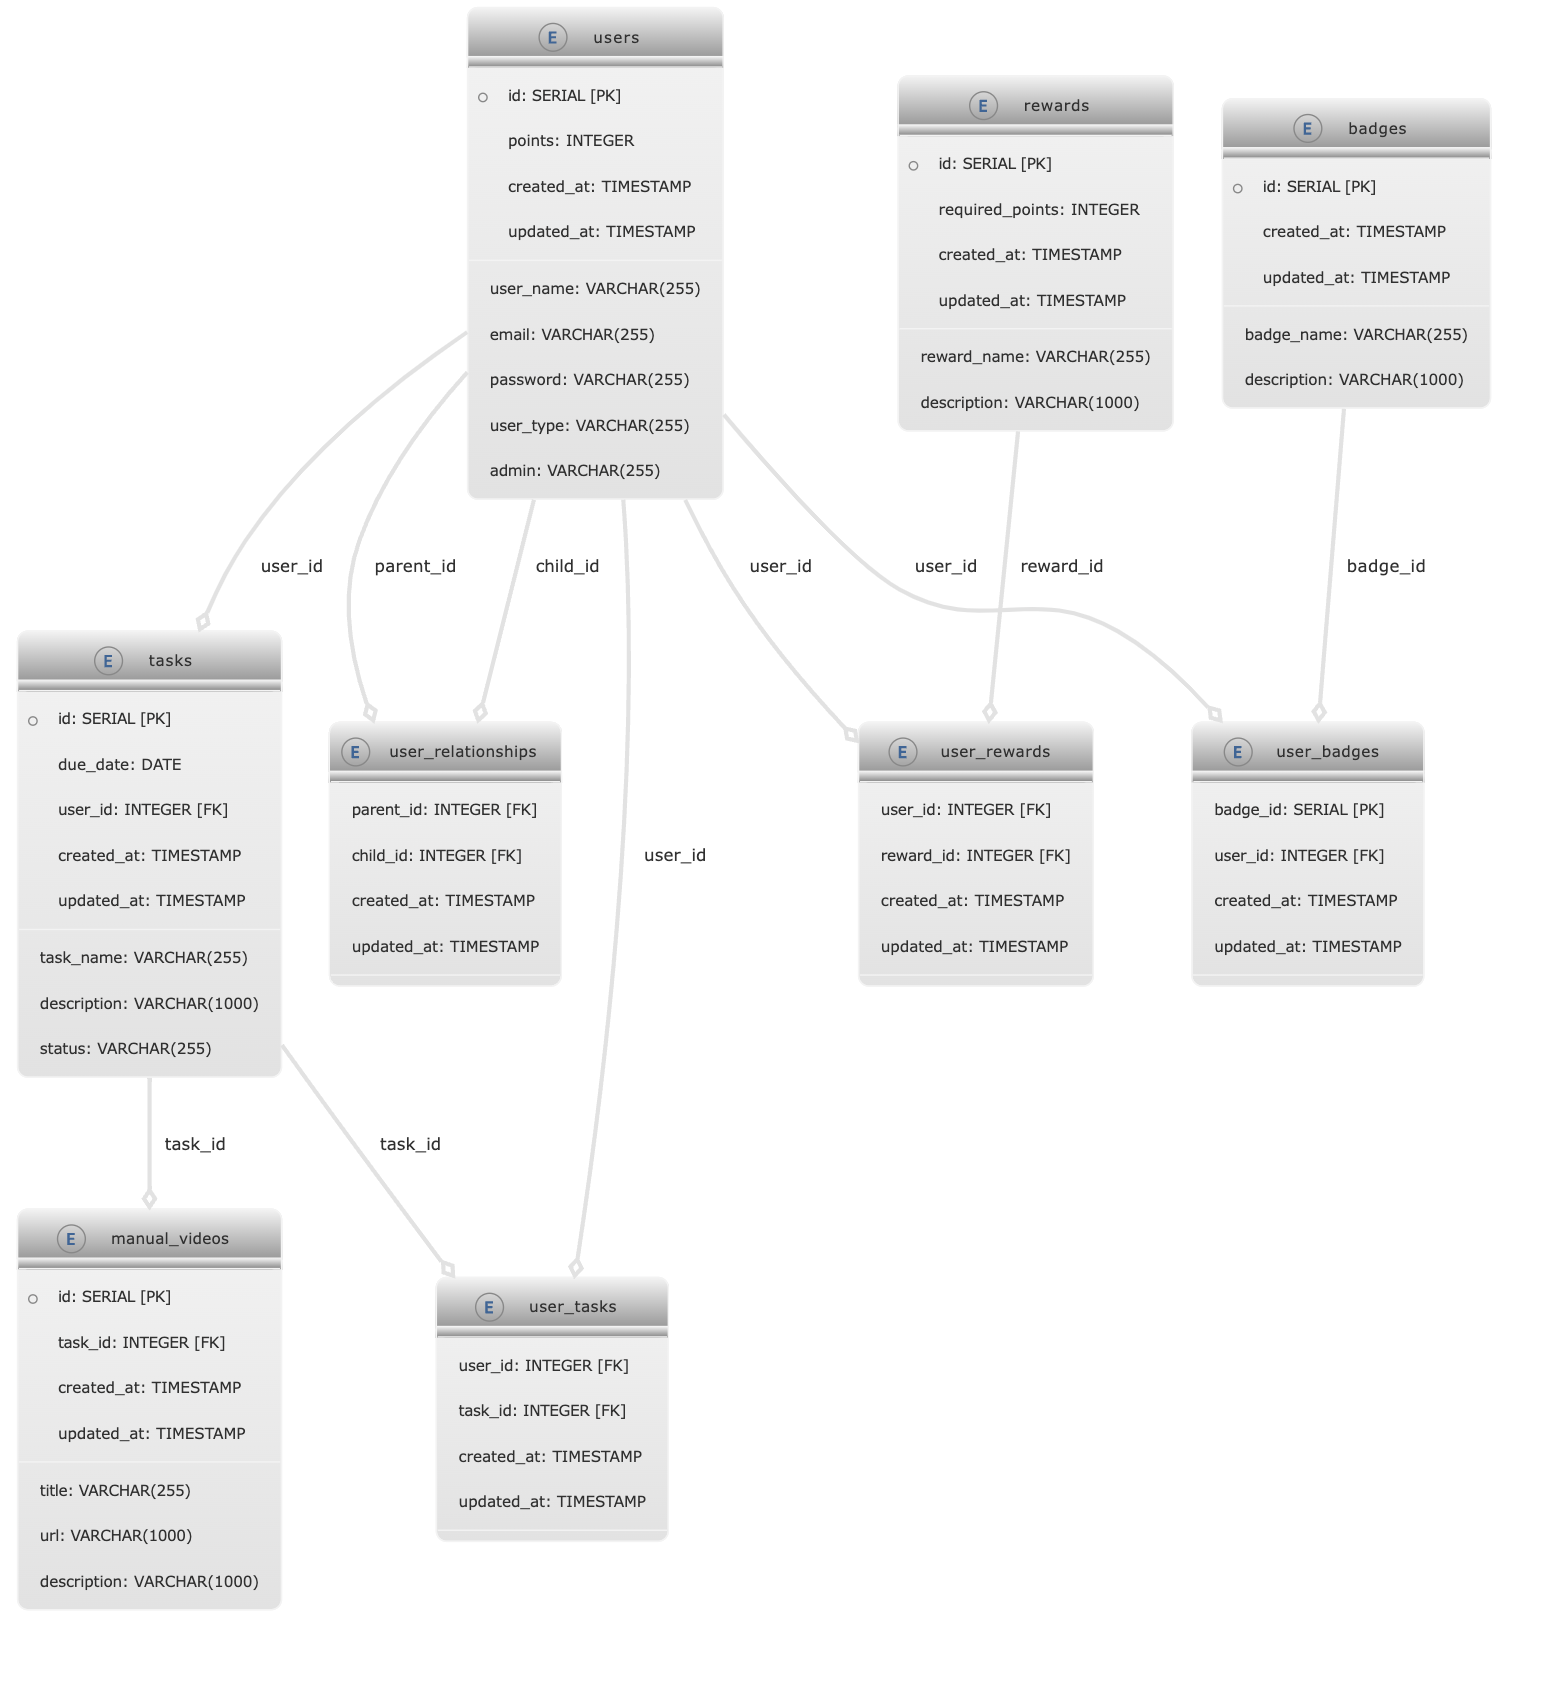 E users
id: SERIAL [PK]
points: INTEGER
created_at: TIMESTAMP
updated_at: TIMESTAMP
user_name: VARCHAR(255)
email: VARCHAR(255)
password: VARCHAR(255)
user_type: VARCHAR(255)
admin: VARCHAR(255)
E rewards
id: SERIAL [PK]
required_points: INTEGER
created_at: TIMESTAMP
updated_at: TIMESTAMP
reward_name: VARCHAR(255)
description: VARCHAR(1000)
E badges
id: SERIAL [PK]
created_at: TIMESTAMP
updated_at: TIMESTAMP
badge_name: VARCHAR(255)
description: VARCHAR(1000)
user_id
parent_id
child_id
user_id
user_id
reward_id
badge_id
E tasks
id: SERIAL [PK]
due_date: DATE
user_id: INTEGER [FK]
created_at: TIMESTAMP
updated_at: TIMESTAMP
task_name: VARCHAR(255)
description: VARCHAR(1000)
status: VARCHAR(255)
E user_relationships
parent_id: INTEGER [FK]
child_id: INTEGER [FK]
created_at: TIMESTAMP
updated_at: TIMESTAMP
user_id
E user_rewards
user_id: INTEGER [FK]
reward_id: INTEGER [FK]
created_at: TIMESTAMP
updated_at: TIMESTAMP
E user_badges
badge_id: SERIAL [PK]
user_id: INTEGER [FK]
created_at: TIMESTAMP
updated_at: TIMESTAMP
task_id
task_id
E manual_videos
id: SERIAL [PK]
task_id: INTEGER [FK]
created_at: TIMESTAMP
updated_at: TIMESTAMP
title: VARCHAR(255)
url: VARCHAR(1000)
description: VARCHAR(1000)
E user_tasks
user_id: INTEGER [FK]
task_id: INTEGER [FK]
created_at: TIMESTAMP
updated_at: TIMESTAMP